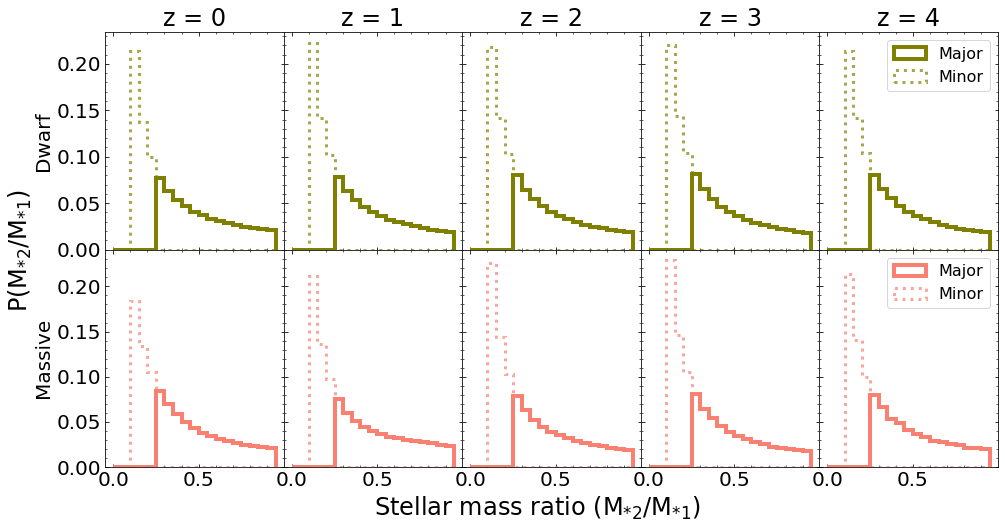 z = 0 z = 1 z = 2 z = 3 z = 4
0.20
0.15
0.10
0.05
0.00
Dwarf
Major
Minor
P(M*2/M*1)
0.20
0.15
0.10
0.05
0.00
Massive
Major
Minor
0.0 0.5 0.0 0.5 0.0 0.5 0.0 0.5 0.0 0.5
Stellar mass ratio (M*2/M*1)